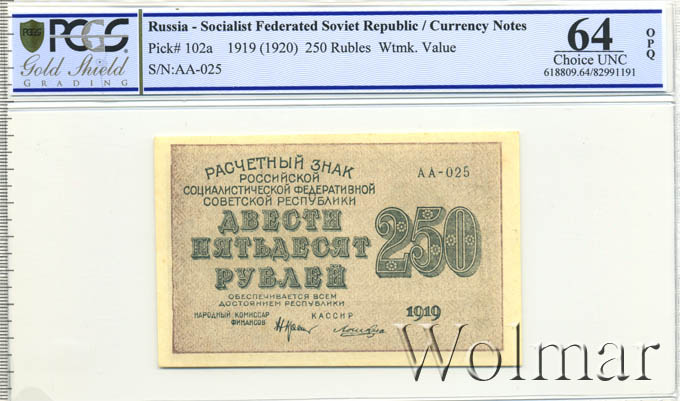 PCGS
Gold Shield
GRADING
Russia - Socialist Federated Soviet Republic / Currency Notes
Pick# 102a 1919 (1920) 250 Rubles Wtmk. Value
S/N:AA-025
64
Choice UNC
618809.64/82991191
OPQ
РАСЧЕТНЫЙ ЗНАК
РОССИЙСКОЙ
СОЦИАЛИСТИЧЕСКОЙ ФЕДЕРАТИВНОЙ
СОВЕТСКОЙ РЕСПУБЛИКИ
АА-025
ДВЕСТИ
ПЯТЬДЕСЯТ
РУБЛЕЙ
250
ОБЕСПЕЧИВАЕТСЯ ВСЕМ
ДОСТОЯНИЕМ РЕСПУБЛИКИ
НАРОДНЫЙ КОМИССАР
ФИНАНСОВ
КАССИР
1919
Wolmar